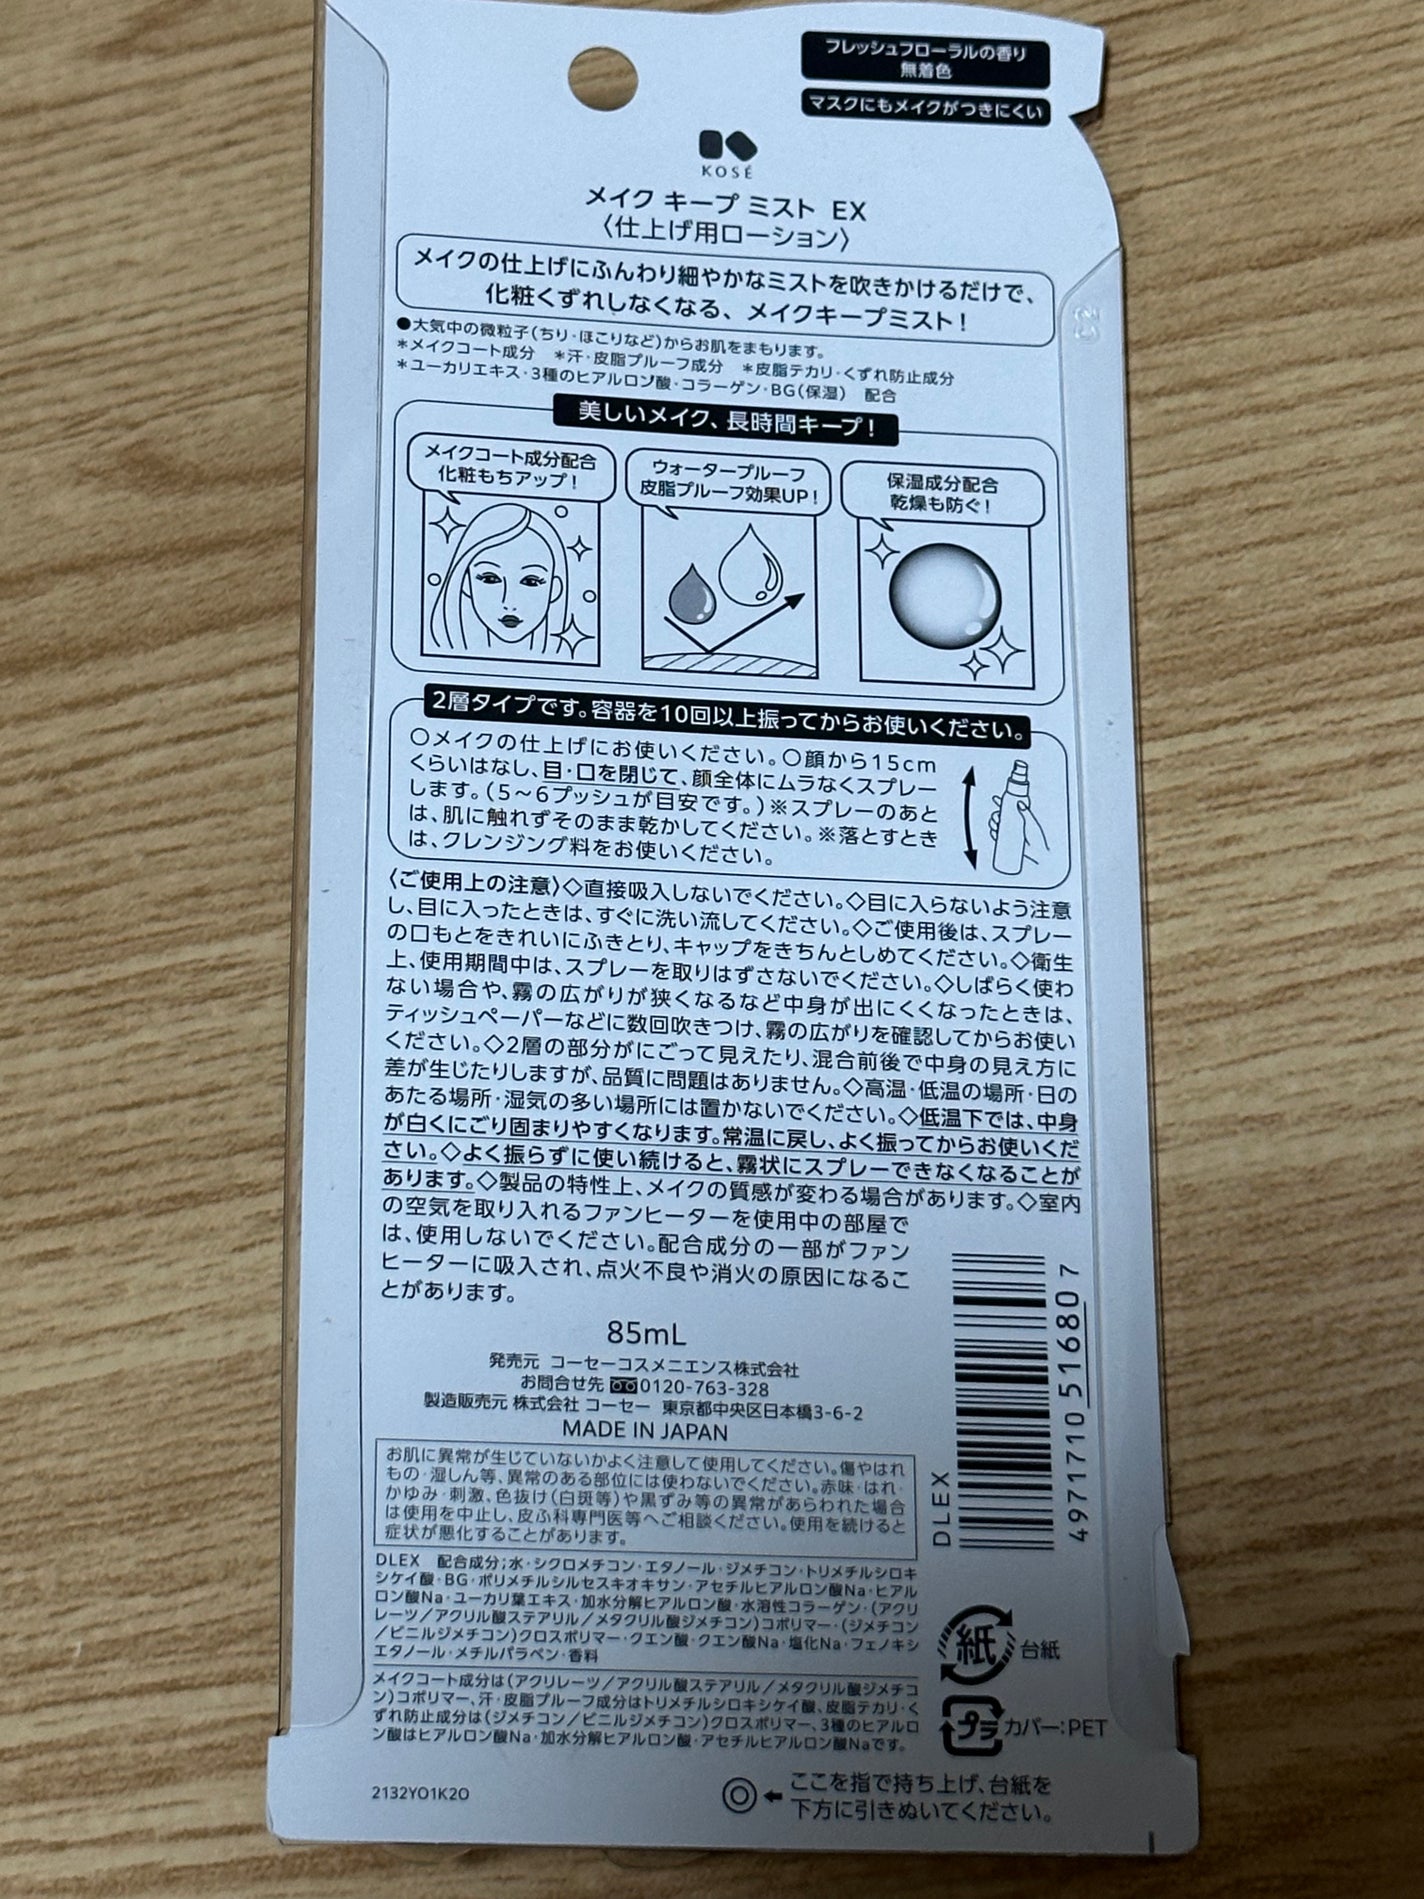 フレッシュフローラルの香り
無着色
マスクにもメイクがつきにくい
KOSÉ
メイク キープ ミスト EX
〈仕上げ用ローション〉
メイクの仕上げにふんわり細やかなミストを吹きかけるだけで、
化粧くずれしなくなる、メイクキープミスト!
●大気中の微粒子(ちり・ほこりなど)からお肌をまもります。
*メイクコート成分 *汗・皮脂プルーフ成分 *皮脂テカリ・くずれ防止成分
*ユーカリエキス・3種のヒアルロン酸・コラーゲン・BG(保湿) 配合
美しいメイク、長時間キープ!
メイクコート成分配合
化粧もちアップ!
ウォータープルーフ
皮脂プルーフ効果UP!
保湿成分配合
乾燥も防ぐ!
2層タイプです。容器を10回以上振ってからお使いください。
○メイクの仕上げにお使いください。○顔から15cm
くらいはなし、目・口を閉じて、顔全体にムラなくスプレー
します。(5〜6プッシュが目安です。)※スプレーのあと
は、肌に触れずそのまま乾かしてください。※落とすとき
は、クレンジング料をお使いください。
〈ご使用上の注意〉◇直接吸入しないでください。◇目に入らないよう注意
し、目に入ったときは、すぐに洗い流してください。◇ご使用後は、スプレー
の口もとをきれいにふきとり、キャップをきちんとしめてください。◇衛生
上、使用期間中は、スプレーを取りはずさないでください。◇しばらく使わ
ない場合や、霧の広がりが狭くなるなど中身が出にくくなったときは、
ティッシュペーパーなどに数回吹きつけ、霧の広がりを確認してからお使い
ください。◇2層の部分がにごって見えたり、混合前後で中身の見え方に
差が生じたりしますが、品質に問題はありません。◇高温・低温の場所・日の
あたる場所・湿気の多い場所には置かないでください。◇低温下では、中身
が白くにごり固まりやすくなります。常温に戻し、よく振ってからお使いくだ
さい。◇よく振らずに使い続けると、霧状にスプレーできなくなることが
あります。◇製品の特性上、メイクの質感が変わる場合があります。◇室内
の空気を取り入れるファンヒーターを使用中の部屋で
は、使用しないでください。配合成分の一部がファン
ヒーターに吸入され、点火不良や消火の原因になるこ
とがあります。
85mL
発売元 コーセーコスメニエンス株式会社
お問合せ先 0120-763-328
製造販売元 株式会社 コーセー 東京都中央区日本橋3-6-2
MADE IN JAPAN
お肌に異常が生じていないかよく注意して使用してください。傷やはれ
もの・湿しん等、異常のある部位には使わないでください。赤味・はれ・
かゆみ・刺激、色抜け(白斑等)や黒ずみ等の異常があらわれた場合
は使用を中止し、皮ふ科専門医等へご相談ください。使用を続けると
症状が悪化することがあります。
DLEX 配合成分;水・シクロメチコン・エタノール・ジメチコン・トリメチルシロキ
シケイ酸・BG・ポリメチルシルセスキオキサン・アセチルヒアルロン酸Na・ヒアル
ロン酸Na・ユーカリ葉エキス・加水分解ヒアルロン酸・水溶性コラーゲン・(アクリ
レーツ/アクリル酸ステアリル/メタクリル酸ジメチコン)コポリマー・(ジメチコン
/ビニルジメチコン)クロスポリマー・クエン酸・クエン酸Na・塩化Na・フェノキシ
エタノール・メチルパラベン・香料
メイクコート成分は(アクリレーツ/アクリル酸ステアリル/メタクリル酸ジメチコ
ン)コポリマー、汗・皮脂プルーフ成分はトリメチルシロキシケイ酸、皮脂テカリ・く
ずれ防止成分は(ジメチコン/ビニルジメチコン)クロスポリマー、3種のヒアルロ
ン酸はヒアルロン酸Na・加水分解ヒアルロン酸・アセチルヒアルロン酸Naです。
DLEX
4971710 516807
紙 台紙
プラ カバー:PET
2132YO1K20
ここを指で持ち上げ、台紙を
下方に引きぬいてください。